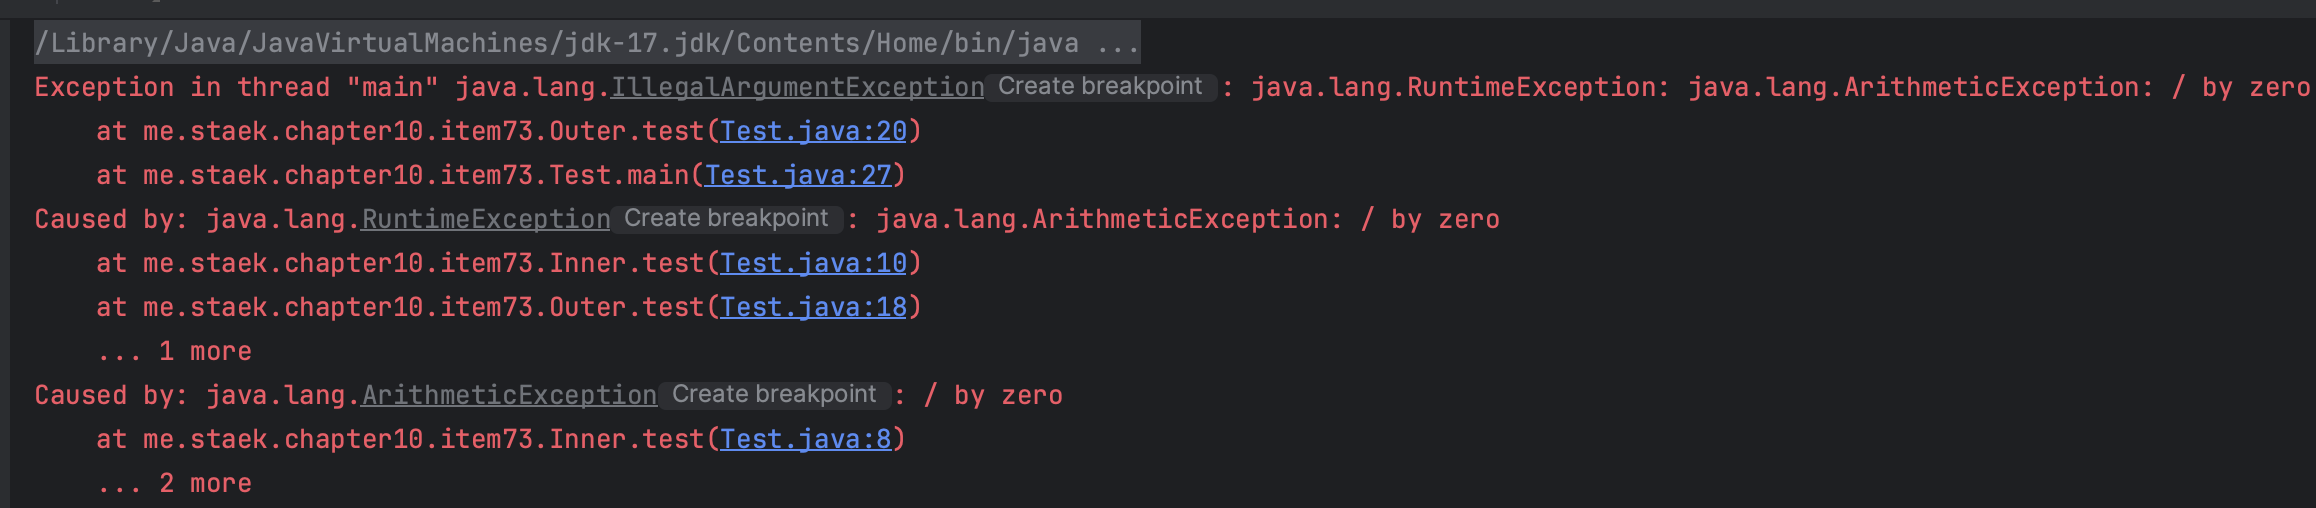 /Library/Java/JavaVirtualMachines/jdk-17.jdk/Contents/Home/bin/java ...
Exception in thread "main" java.lang.IllegalArgumentException Create breakpoint : java.lang.RuntimeException: java.lang.ArithmeticException: / by zero
    at me.staek.chapter10.item73.Outer.test(Test.java:20)
    at me.staek.chapter10.item73.Test.main(Test.java:27)
Caused by: java.lang.RuntimeException Create breakpoint : java.lang.ArithmeticException: / by zero
    at me.staek.chapter10.item73.Inner.test(Test.java:10)
    at me.staek.chapter10.item73.Outer.test(Test.java:18)
    ... 1 more
Caused by: java.lang.ArithmeticException Create breakpoint : / by zero
    at me.staek.chapter10.item73.Inner.test(Test.java:8)
    ... 2 more